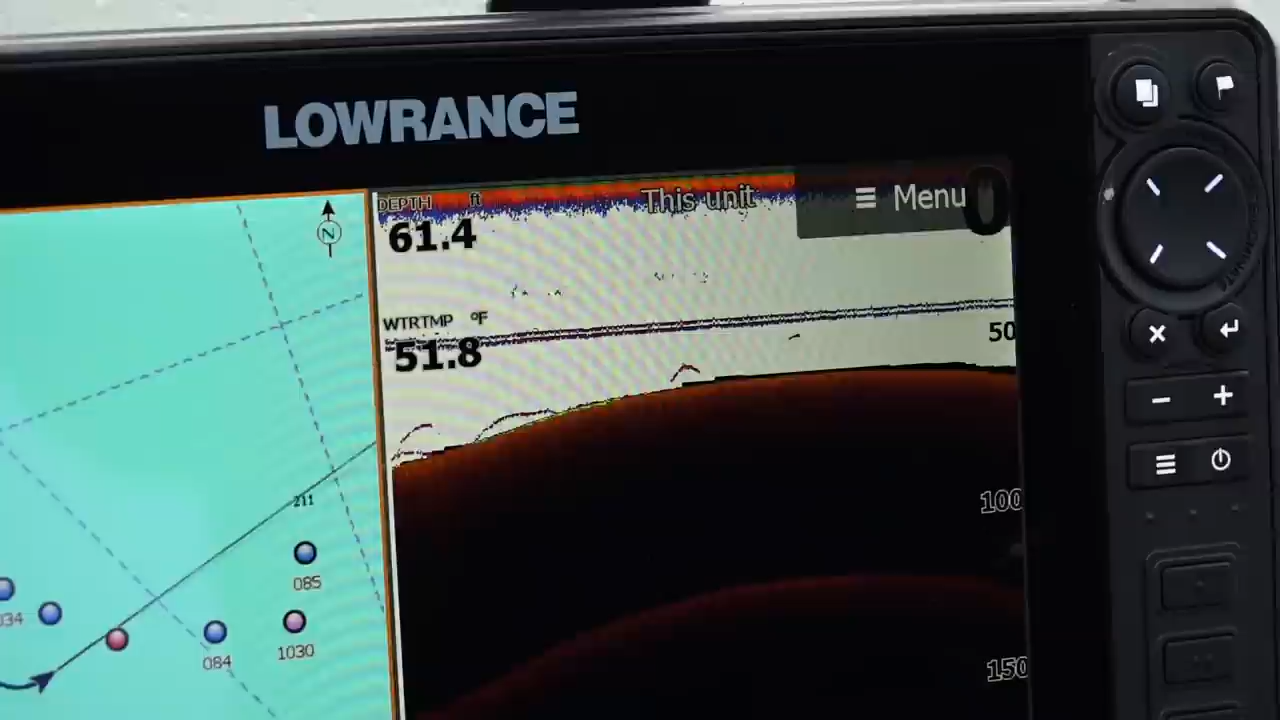 LOWRANCE
DEPTH ft
61.4
This unit
Menu
0
N
WTRTMP °F
51.8
50
211
100
085
034
084
1030
150